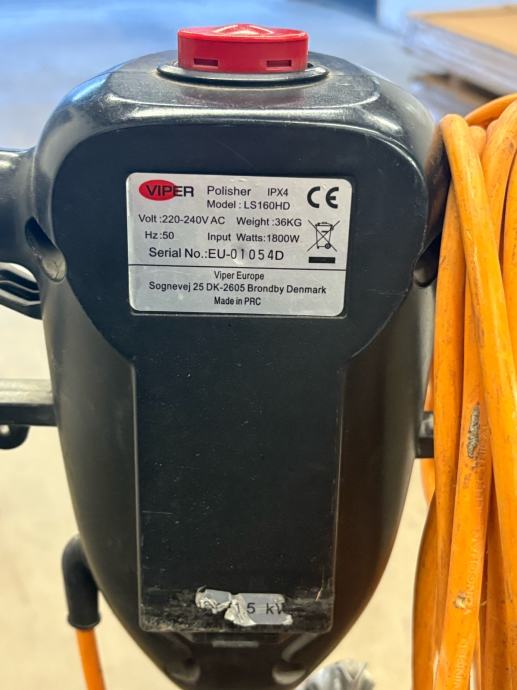 VIPER Polisher IPX4 CE
Model : LS160HD
Volt :220-240V AC Weight :36KG
Hz :50 Input Watts:1800W
Serial No.:EU-01054D
Viper Europe
Sognevej 25 DK-2605 Brondby Denmark
Made in PRC